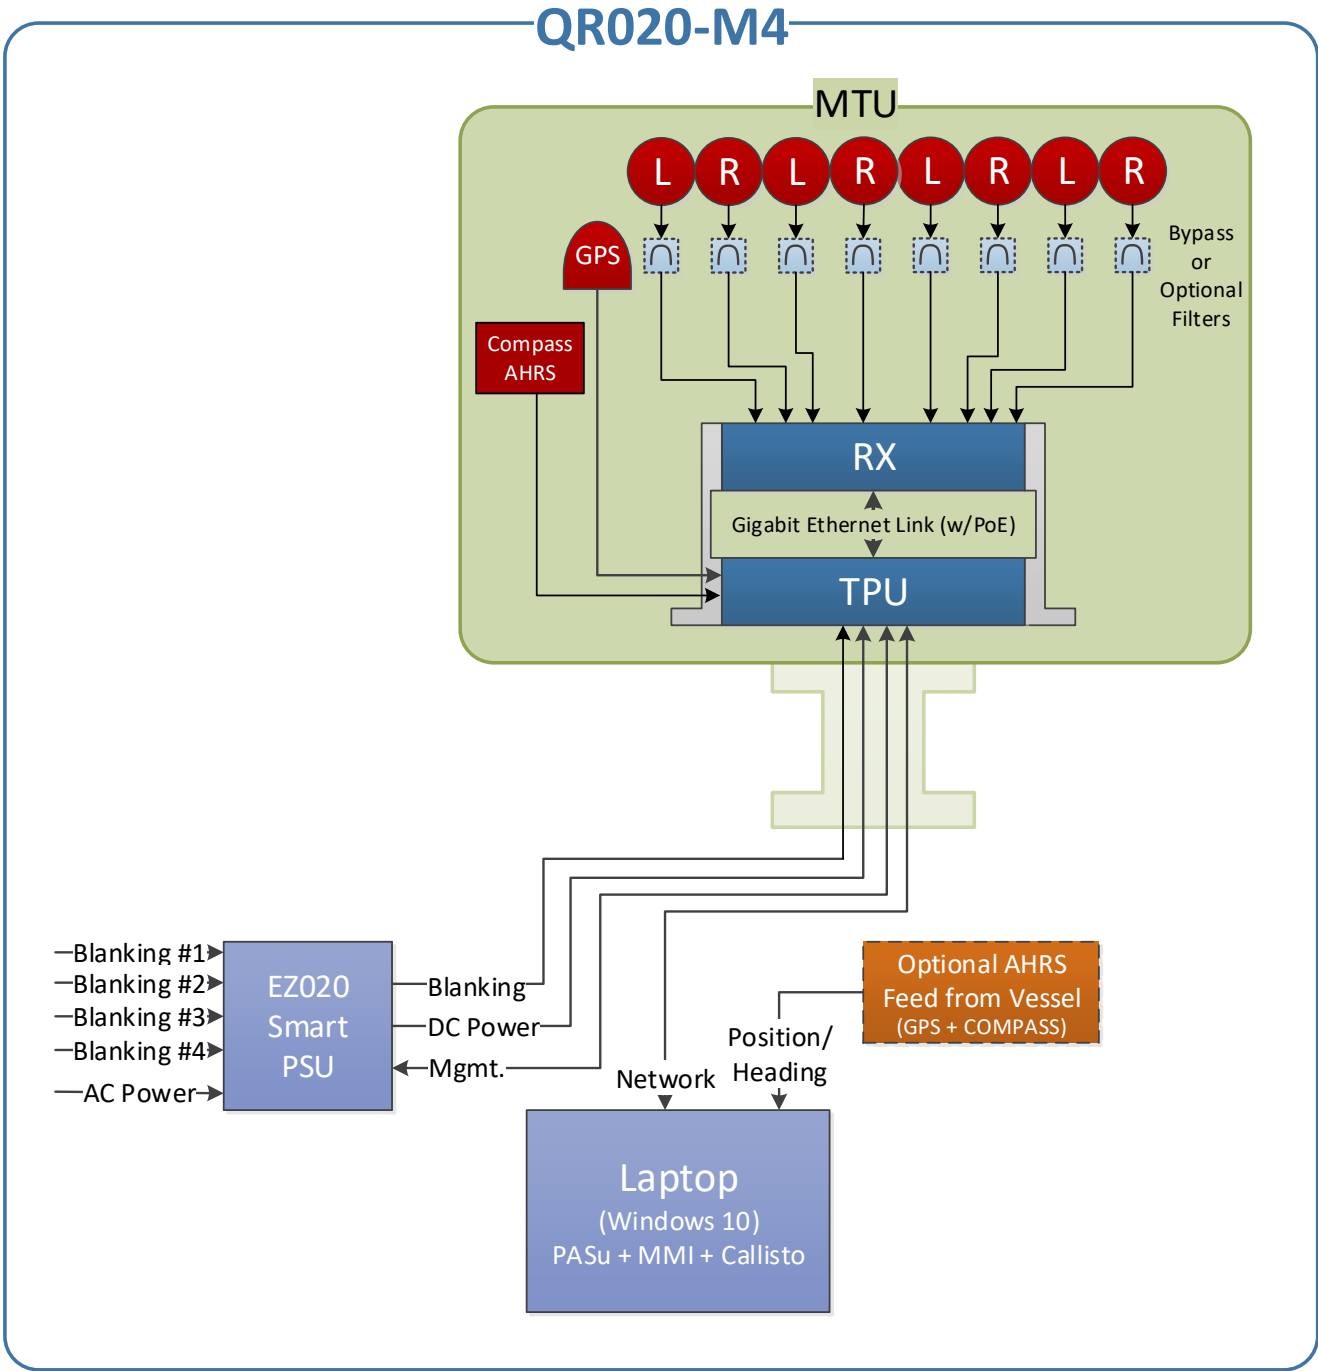 QR020-M4
MTU
L R L R L R L R
GPS
Bypass
or
Optional
Filters
Compass
AHRS
RX
Gigabit Ethernet Link (w/PoE)
TPU
Blanking #1
Blanking #2
Blanking #3
Blanking #4
AC Power
EZ020
Smart
PSU
Blanking
DC Power
Mgmt.
Network
Position/
Heading
Optional AHRS
Feed from Vessel
(GPS + COMPASS)
Laptop
(Windows 10)
PASu + MMI + Callisto